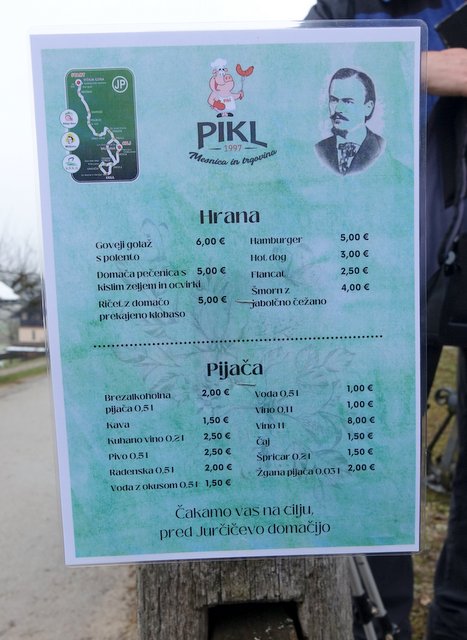 JP
PIKL
1997
Mesnica in trgovina
Hrana
Goveji golaž s polento 6,00 €
Domača pečenica s kislim zeljem in ocvirki 5,00 €
Ričet z domačo prekajeno klobaso 5,00 €
Hamburger 5,00 €
Hot dog 3,00 €
Flancat 2,50 €
Šmorn z jabolčno čežano 4,00 €
Pijača
Brezalkoholna pijača 0,5 l 2,00 €
Kava 1,50 €
Kuhano vino 0,2 l 2,50 €
Pivo 0,5 l 2,50 €
Radenska 0,5 l 2,00 €
Voda z okusom 0,5 l 1,50 €
Voda 0,5 l 1,00 €
Vino 0,1 l 1,00 €
Vino 1 l 8,00 €
Čaj 1,50 €
Špricar 0,2 l 1,50 €
Žgana pijača 0,03 l 2,00 €
Čakamo vas na cilju,
pred Jurčičevo domačijo